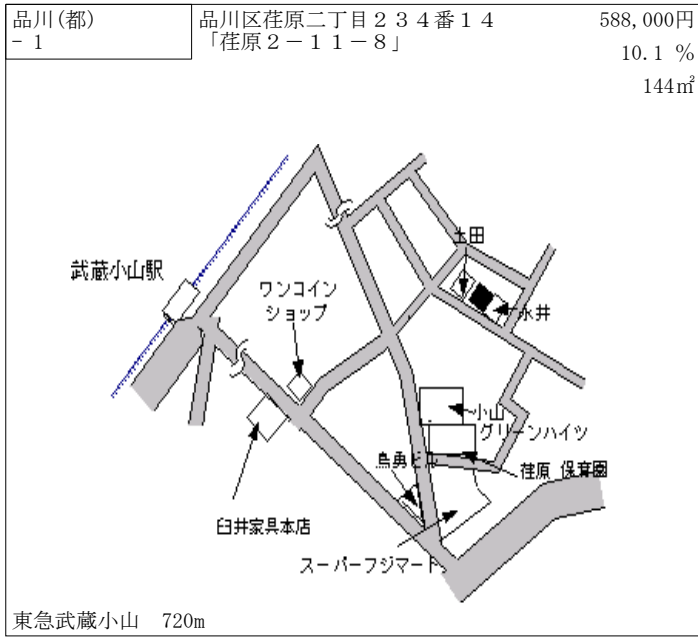 品川(都)
- 1
品川区荏原二丁目２３４番１４
「荏原２－１１－８」
588,000円
10.1 %
144㎡
武蔵小山駅
ワンコイン
ショップ
土田
永井
小山
グリーンハイツ
鳥勇ビル
荏原 保育園
臼井家具本店
スーパーフジマート
東急武蔵小山　720m